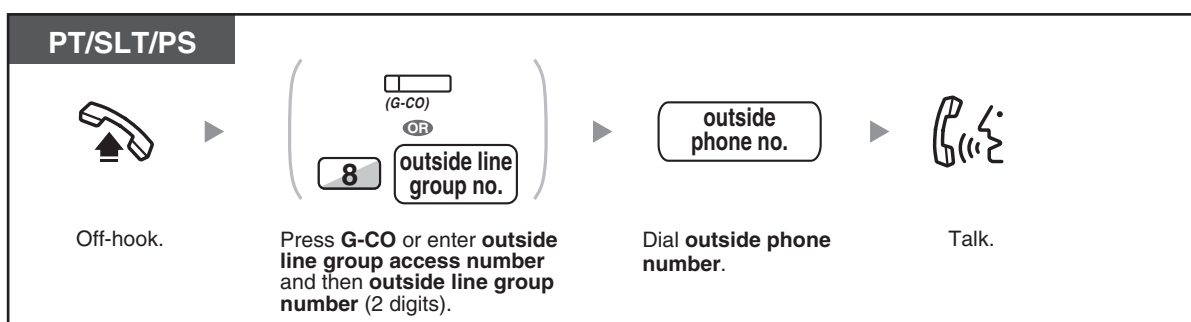 PT/SLT/PS
(G-CO)
OR
8
outside line
group no.
outside
phone no.
Off-hook.
Press G-CO or enter outside
line group access number
and then outside line group
number (2 digits).
Dial outside phone
number.
Talk.